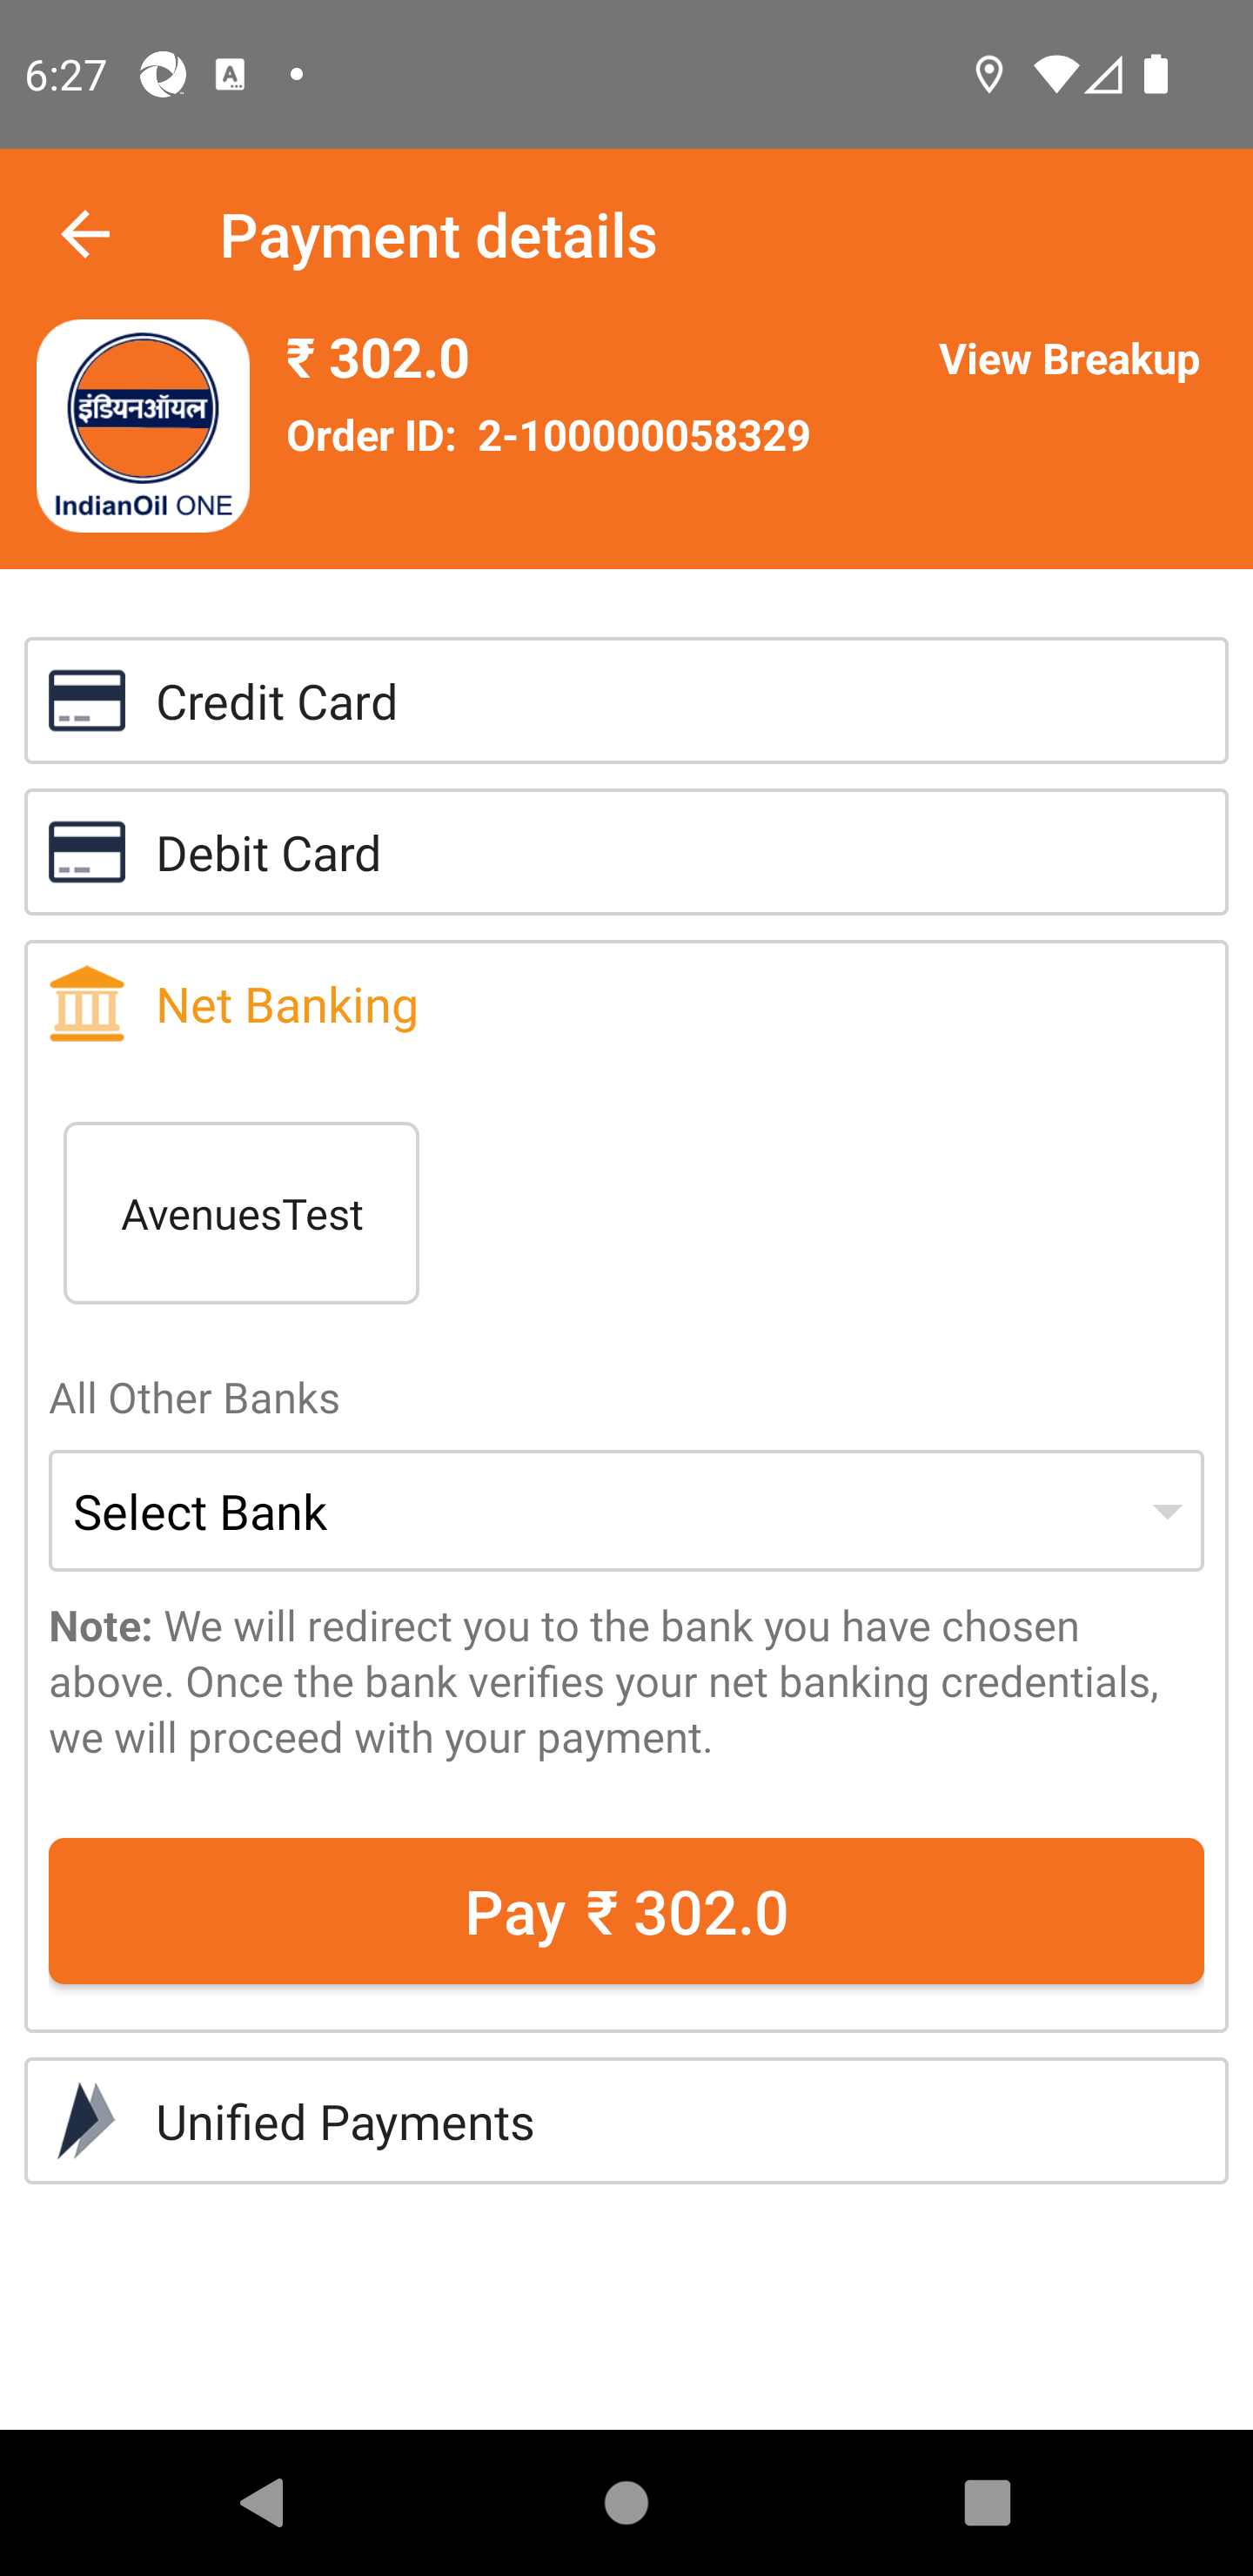 6:27
Payment details
₹ 302.0
View Breakup
Order ID: 2-100000058329
इंडियनऑयल
IndianOil ONE
Credit Card
Debit Card
Net Banking
AvenuesTest
All Other Banks
Select Bank
Note: We will redirect you to the bank you have chosen
above. Once the bank verifies your net banking credentials,
we will proceed with your payment.
Pay ₹ 302.0
Unified Payments